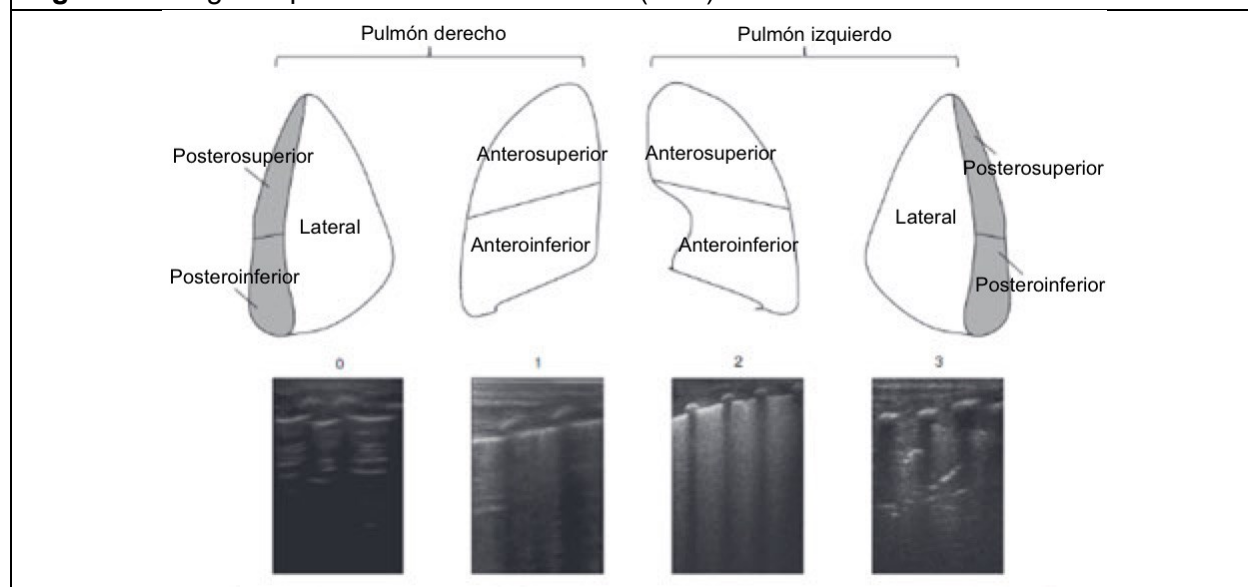 Pulmón derecho
Pulmón izquierdo
Posterosuperior
Anterosuperior
Anterosuperior
Posterosuperior
Lateral
Lateral
Anteroinferior
Anteroinferior
Posteroinferior
Posteroinferior
0
1
2
3